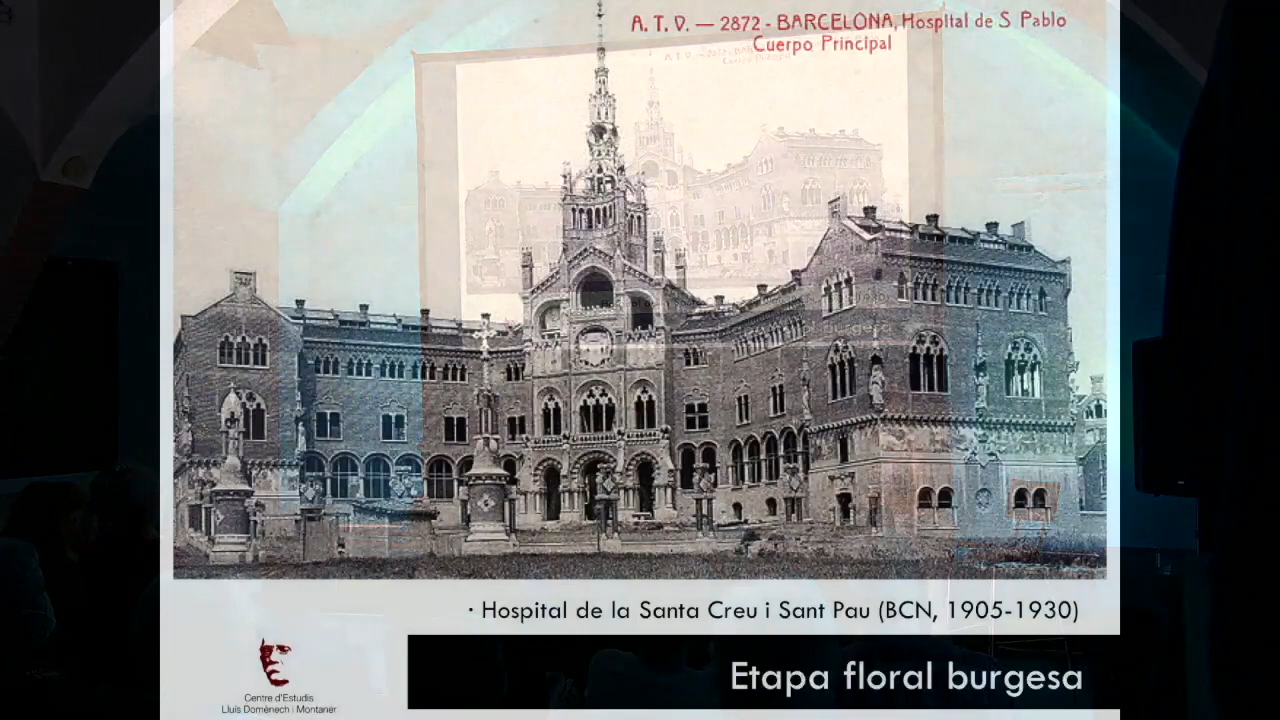 A. T. V. — 2872 - BARCELONA, Hospital de S Pablo
Cuerpo Principal
· Hospital de la Santa Creu i Sant Pau (BCN, 1905-1930)
Etapa floral burgesa
Centre d'Estudis
Lluís Domènech i Montaner